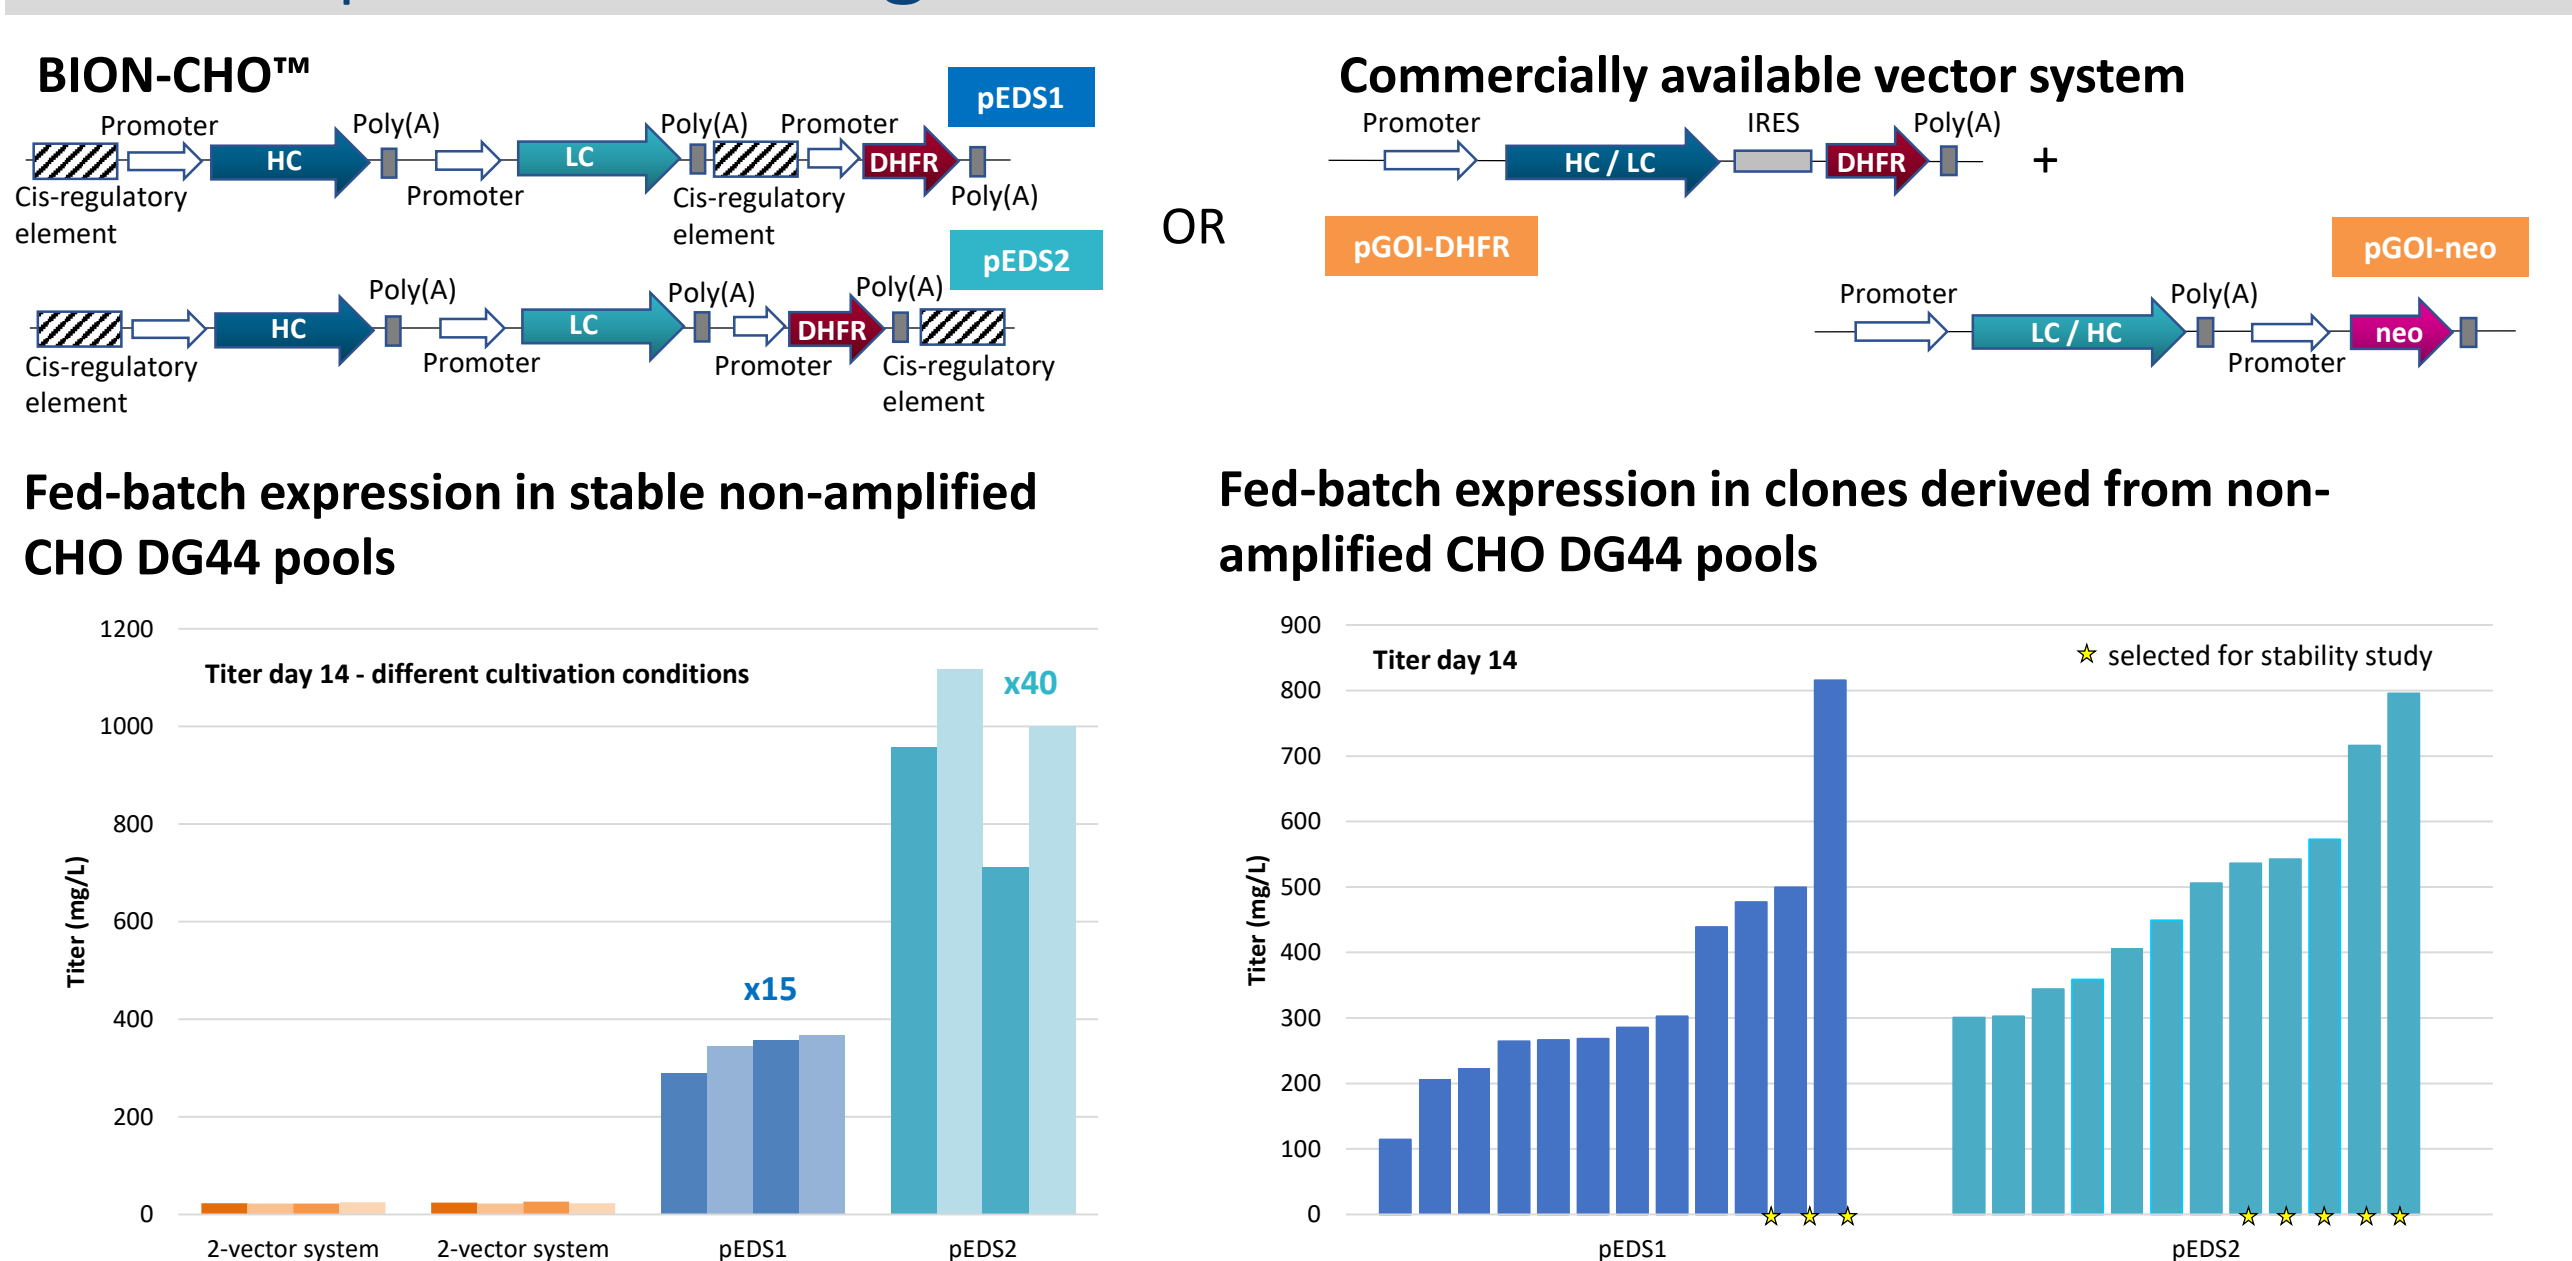 BION-CHO™
pEDS1
Promoter
Poly(A)
Poly(A)
Promoter
HC
LC
DHFR
Cis-regulatory
element
Promoter
Cis-regulatory
element
Poly(A)
pEDS2
Poly(A)
Poly(A)
Poly(A)
HC
LC
DHFR
Cis-regulatory
element
Promoter
Promoter
Cis-regulatory
element
OR
Commercially available vector system
Promoter
IRES
Poly(A)
HC / LC
DHFR
+
pGOI-DHFR
pGOI-neo
Promoter
Poly(A)
LC / HC
neo
Promoter
Fed-batch expression in stable non-amplified
CHO DG44 pools
Titer day 14 - different cultivation conditions
x40
x15
Titer (mg/L)
1200
1000
800
600
400
200
0
2-vector system
2-vector system
pEDS1
pEDS2
Fed-batch expression in clones derived from non-
amplified CHO DG44 pools
Titer day 14
selected for stability study
Titer (mg/L)
900
800
700
600
500
400
300
200
100
0
pEDS1
pEDS2